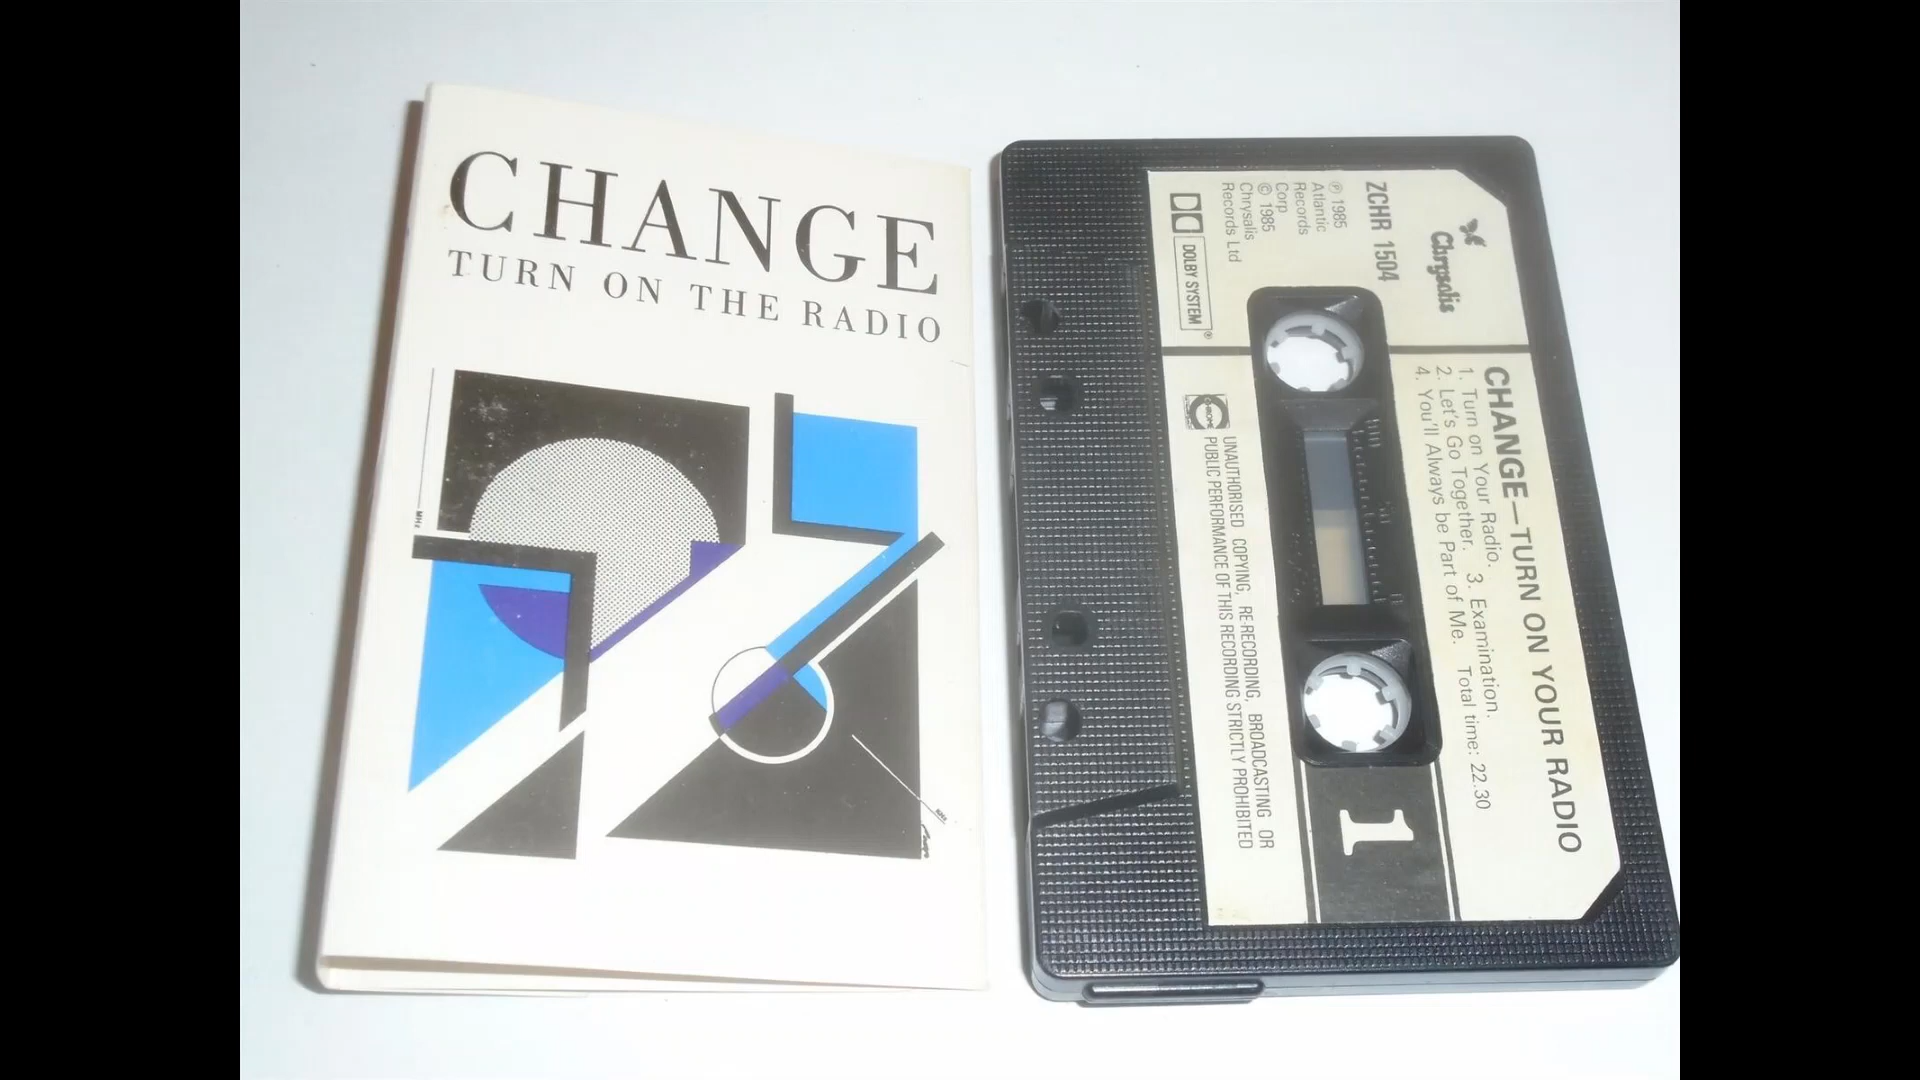 CHANGE
TURN ON THE RADIO
MHz
Chrysalis
ZCHR 1504
℗ 1985
Atlantic
Records
Corp
© 1985
Chrysalis
Records Ltd
DOLBY SYSTEM®
CHANGE—TURN ON YOUR RADIO
1. Turn on Your Radio.
2. Let's Go Together. 3. Examination.
4. You'll Always be Part of Me. Total time: 22.30
UNAUTHORISED COPYING, RE-RECORDING, BROADCASTING OR
PUBLIC PERFORMANCE OF THIS RECORDING STRICTLY PROHIBITED
1